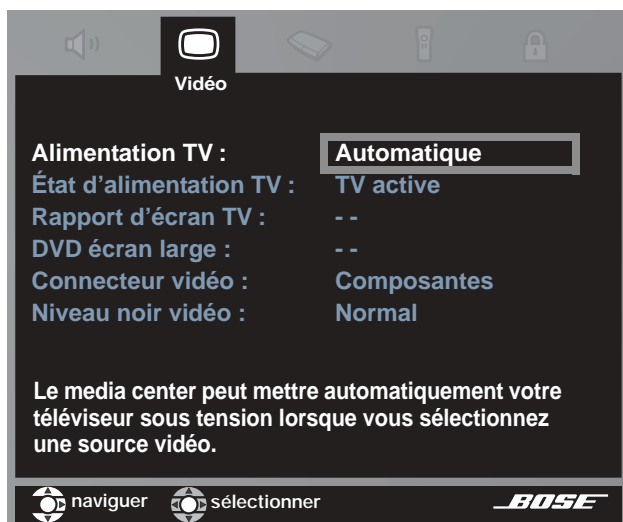 Vidéo
Alimentation TV : Automatique
État d'alimentation TV : TV active
Rapport d'écran TV : - -
DVD écran large : - -
Connecteur vidéo : Composantes
Niveau noir vidéo : Normal
Le media center peut mettre automatiquement votre
téléviseur sous tension lorsque vous sélectionnez
une source vidéo.
naviguer sélectionner BOSE